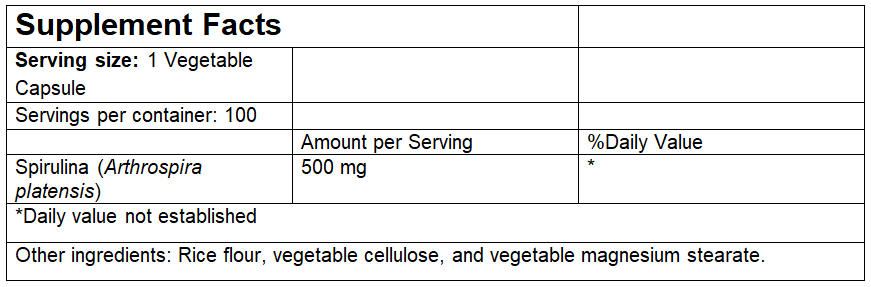 Supplement Facts
Serving size: 1 Vegetable
Capsule
Servings per container: 100
Amount per Serving %Daily Value
Spirulina (Arthrospira 500 mg *
platensis)
*Daily value not established
Other ingredients: Rice flour, vegetable cellulose, and vegetable magnesium stearate.